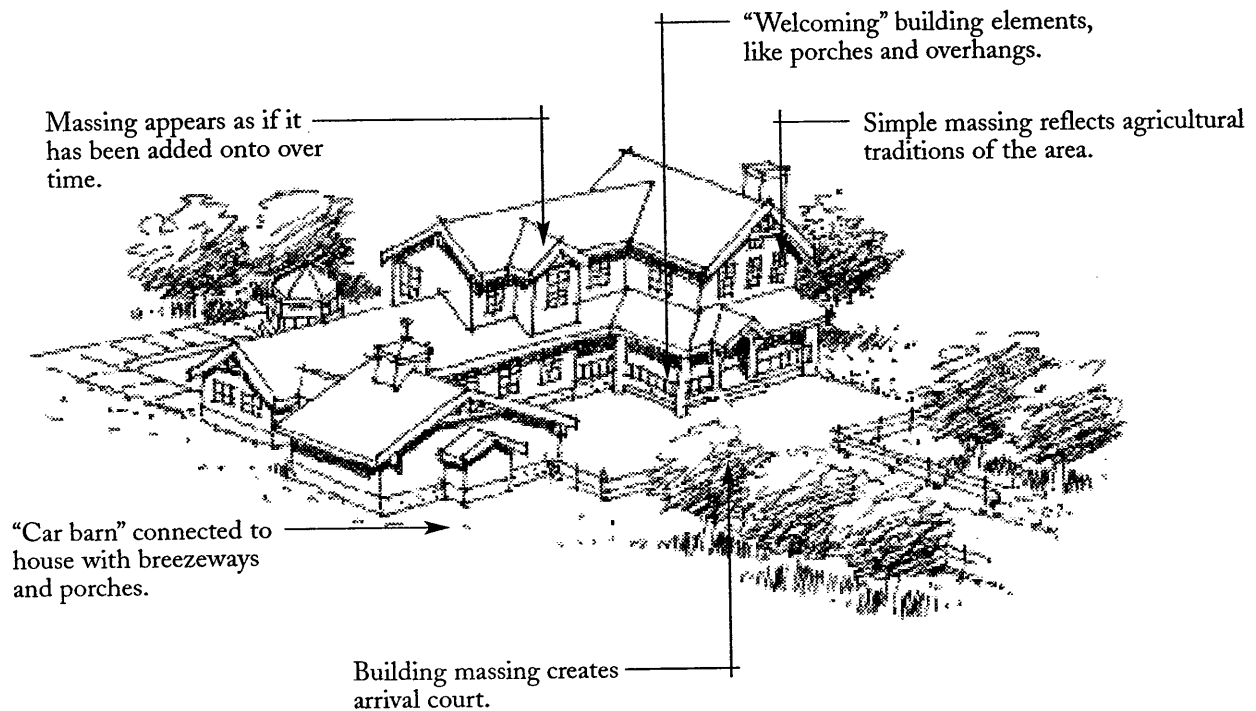 “Welcoming” building elements,
like porches and overhangs.
Massing appears as if it
has been added onto over
time.
Simple massing reflects agricultural
traditions of the area.
“Car barn” connected to
house with breezeways
and porches.
Building massing creates
arrival court.